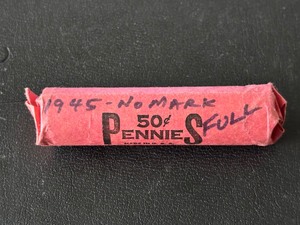 1945 - NO MARK
50¢
PENNIES FULL